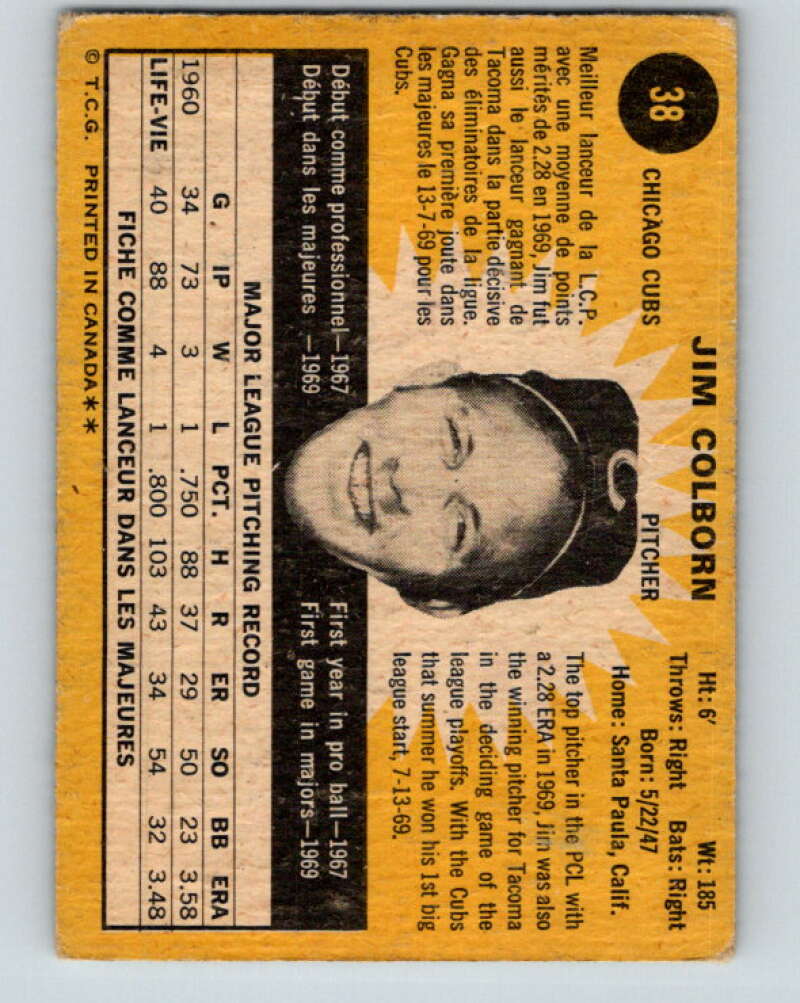 38
JIM COLBORN
CHICAGO CUBS PITCHER
Ht: 6' Wt: 185
Throws: Right Bats: Right
Born: 5/22/47
Home: Santa Paula, Calif.
Meilleur lanceur de la L.C.P.
avec une moyenne de points
mérités de 2.28 en 1969, Jim fut
aussi le lanceur gagnant de
Tacoma dans la partie décisive
des éliminatoires de la ligue.
Gagna sa première joute dans
les majeures le 13-7-69 pour les
Cubs.
The top pitcher in the PCL with
a 2.28 ERA in 1969, Jim was also
the winning pitcher for Tacoma
in the deciding game of the
league playoffs. With the Cubs
that summer he won his 1st big
league start, 7-13-69.
C
Début comme professionnel—1967
Début dans les majeures —1969
First year in pro ball—1967
First game in majors—1969
MAJOR LEAGUE PITCHING RECORD
G IP W L PCT. H R ER SO BB ERA
1960 34 73 3 1 .750 88 37 29 50 23 3.58
LIFE-VIE 40 88 4 1 .800 103 43 34 54 32 3.48
FICHE COMME LANCEUR DANS LES MAJEURES
© T.C.G. PRINTED IN CANADA**